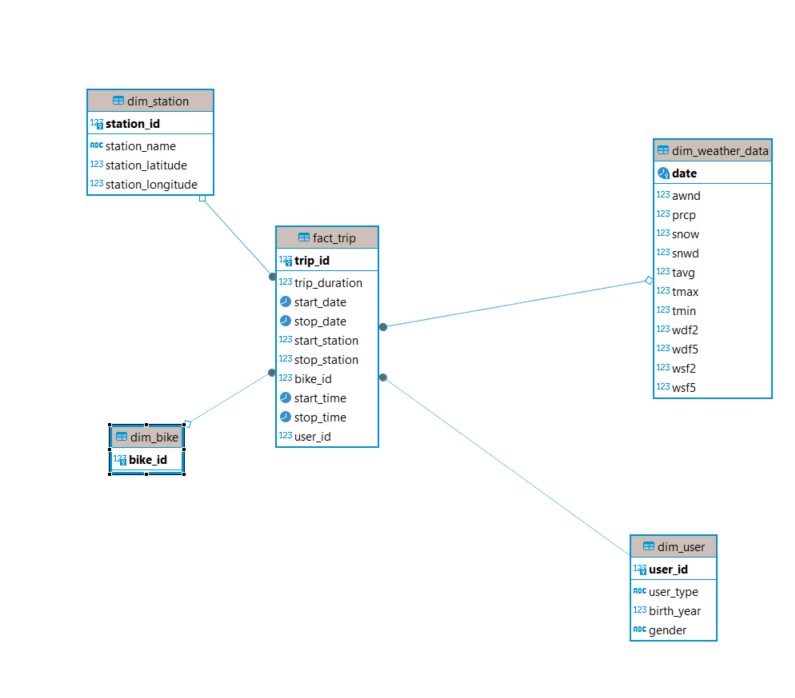 dim_station
123 station_id
ABC station_name
123 station_latitude
123 station_longitude
dim_weather_data
date
123 awnd
123 prcp
123 snow
123 snwd
123 tavg
123 tmax
123 tmin
123 wdf2
123 wdf5
123 wsf2
123 wsf5
fact_trip
123 trip_id
123 trip_duration
start_date
stop_date
123 start_station
123 stop_station
123 bike_id
start_time
stop_time
123 user_id
dim_bike
123 bike_id
dim_user
123 user_id
ABC user_type
123 birth_year
ABC gender